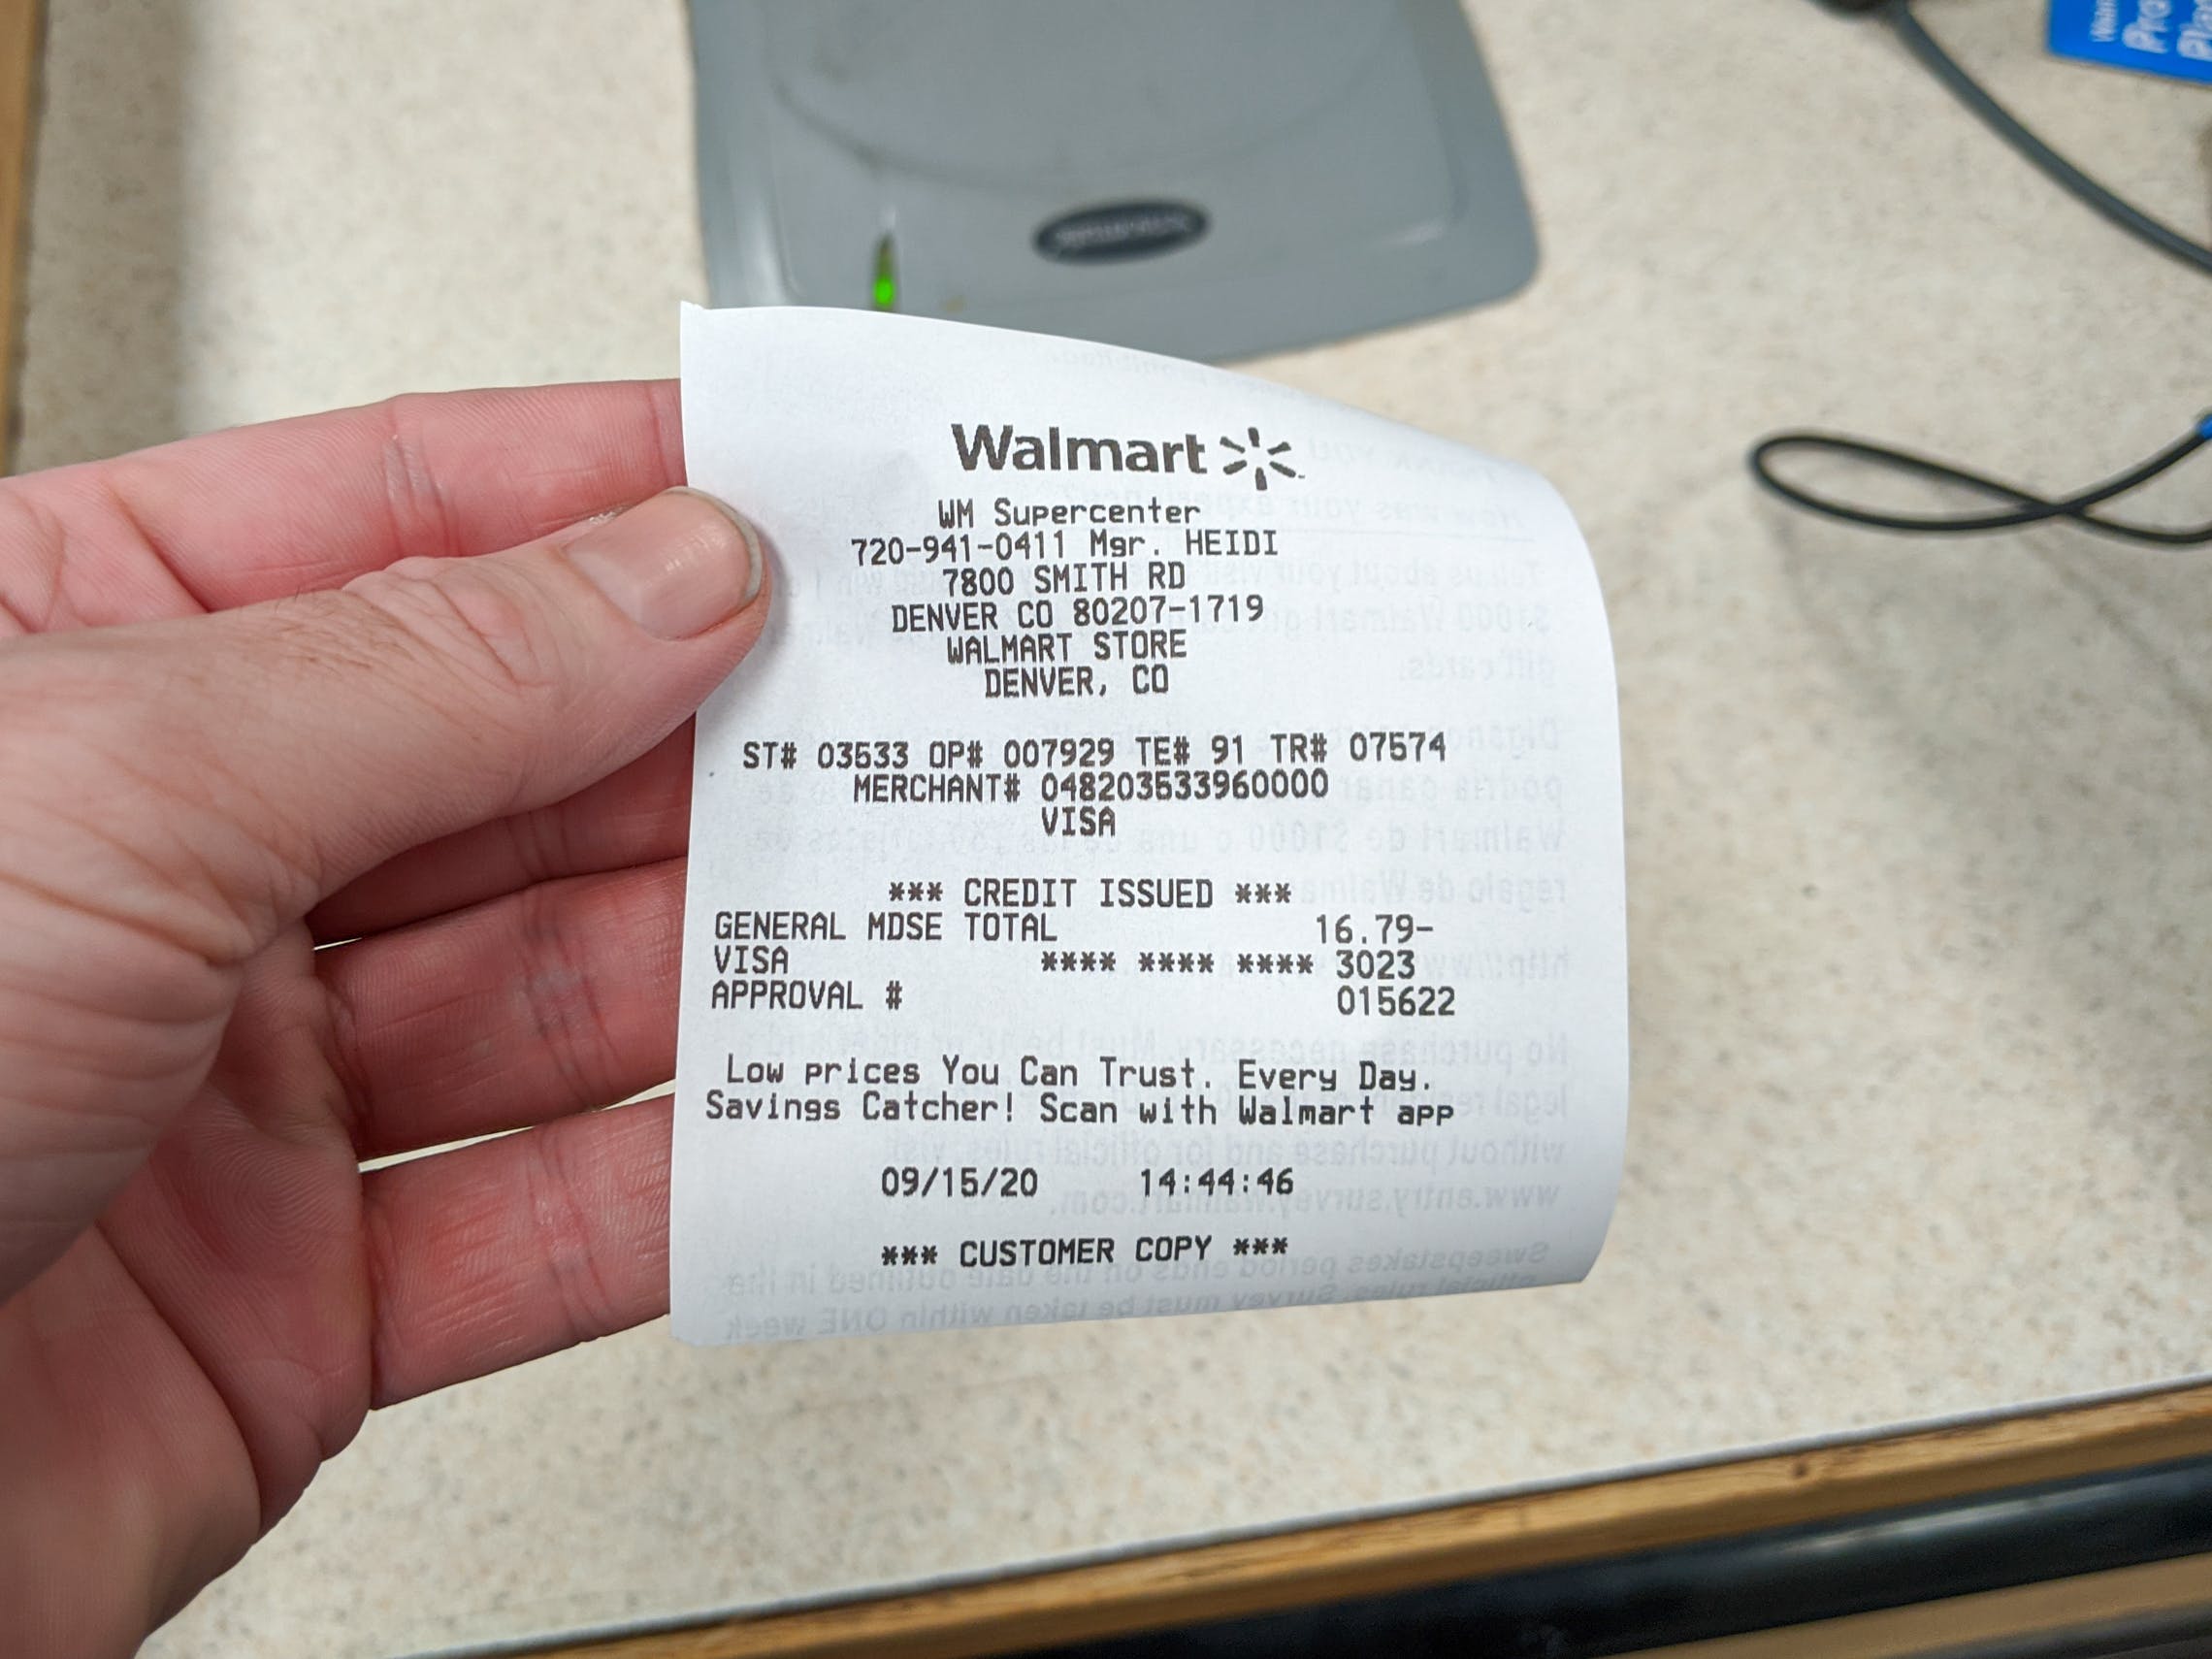 Walmart
WM Supercenter
720-941-0411 Mgr. HEIDI
7800 SMITH RD
DENVER CO 80207-1719
WALMART STORE
DENVER, CO
ST# 03533 OP# 007929 TE# 91 TR# 07574
MERCHANT# 048203533960000
VISA
*** CREDIT ISSUED ***
GENERAL MDSE TOTAL 16.79-
VISA **** **** **** 3023
APPROVAL # 015622
Low prices You Can Trust. Every Day.
Savings Catcher! Scan with Walmart app
09/15/20 14:44:46
*** CUSTOMER COPY ***